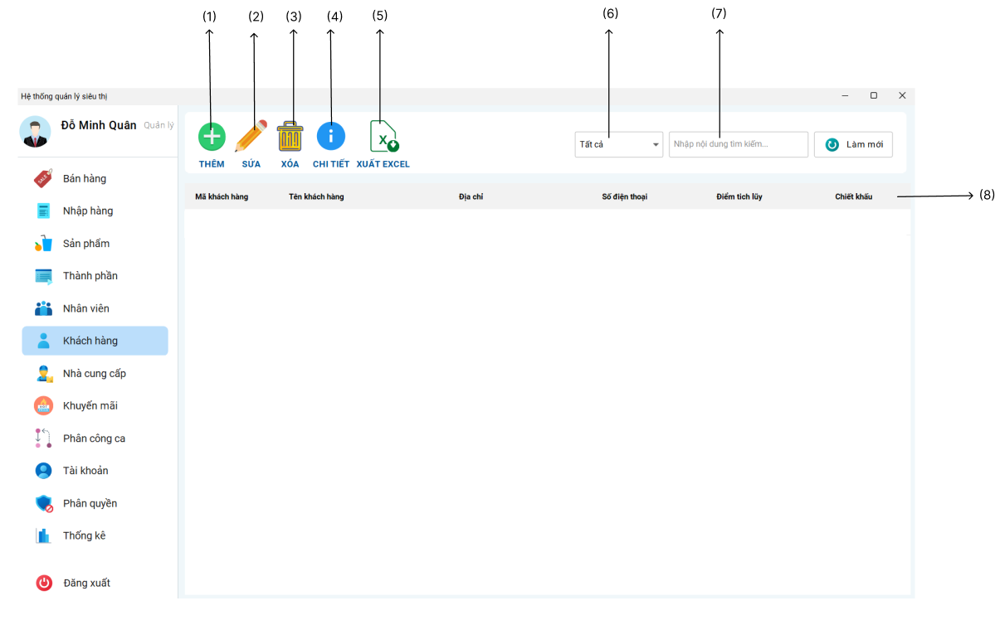 (1) (2) (3) (4) (5) (6) (7)
Hệ thống quản lý siêu thị
Đỗ Minh Quân Quản lý
THÊM SỬA XÓA CHI TIẾT XUẤT EXCEL
Tất cả Nhập nội dung tìm kiếm... Làm mới
Mã khách hàng Tên khách hàng Địa chỉ Số điện thoại Điểm tích lũy Chiết khấu (8)
Bán hàng
Nhập hàng
Sản phẩm
Thành phần
Nhân viên
Khách hàng
Nhà cung cấp
Khuyến mãi
Phân công ca
Tài khoản
Phân quyền
Thống kê
Đăng xuất